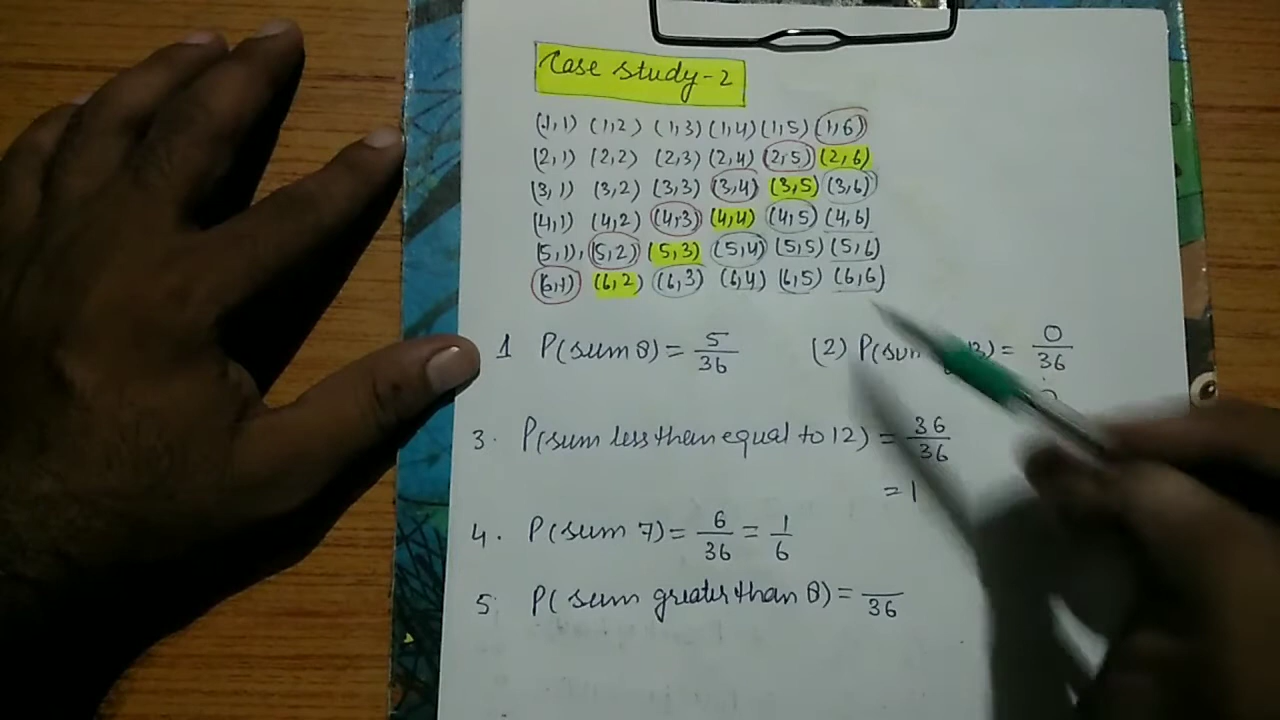 Case study-2
(1,1) (1,2) (1,3) (1,4) (1,5) (1,6)
(2,1) (2,2) (2,3) (2,4) (2,5) (2,6)
(3,1) (3,2) (3,3) (3,4) (3,5) (3,6)
(4,1) (4,2) (4,3) (4,4) (4,5) (4,6)
(5,1), (5,2) (5,3) (5,4) (5,5) (5,6)
(6,1) (6,2) (6,3) (6,4) (6,5) (6,6)
1 P(sum 8) = 5/36 (2) P(sum 13) = 0/36
3. P(sum less than equal to 12) = 36/36
= 1
4. P(sum 7) = 6/36 = 1/6
5. P( sum greater than 8) = /36